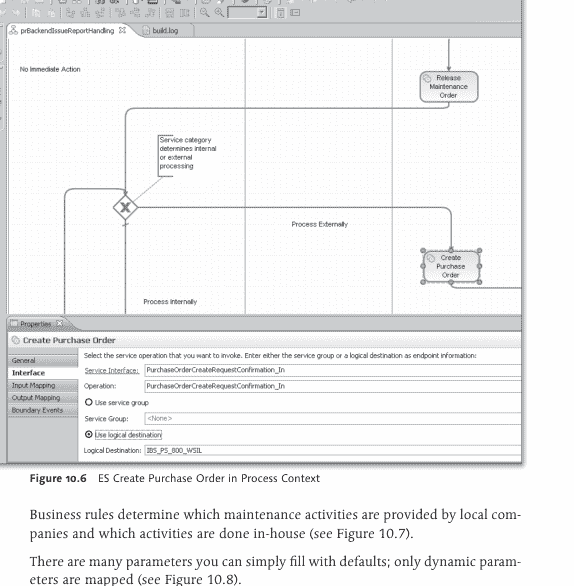 prBackendIssueReportHandling
build.log
No Immediate Action
Release
Maintenance
Order
Service category
determines internal
or external
processing
X
Process Externally
Create
Purchase
Order
Process Internally
Properties
Create Purchase Order
General
Interface
Input Mapping
Output Mapping
Boundary Events
Select the service operation that you want to invoke. Enter either the service group or a logical destination as endpoint information:
Service Interface: PurchaseOrderCreateRequestConfirmation_In
Operation: PurchaseOrderCreateRequestConfirmation_In
Use service group
Service Group: <None>
Use logical destination
Logical Destination: IBS_PS_800_WSIL
Figure 10.6 ES Create Purchase Order in Process Context
Business rules determine which maintenance activities are provided by local com-
panies and which activities are done in-house (see Figure 10.7).
There are many parameters you can simply fill with defaults; only dynamic param-
eters are mapped (see Figure 10.8).